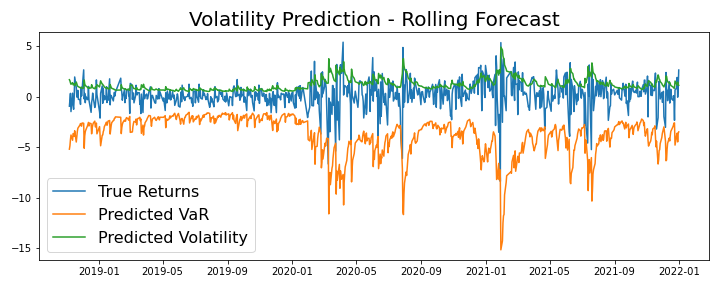 Volatility Prediction - Rolling Forecast
5
0
−5
−10
−15
True Returns
Predicted VaR
Predicted Volatility
2019-01 2019-05 2019-09 2020-01 2020-05 2020-09 2021-01 2021-05 2021-09 2022-01